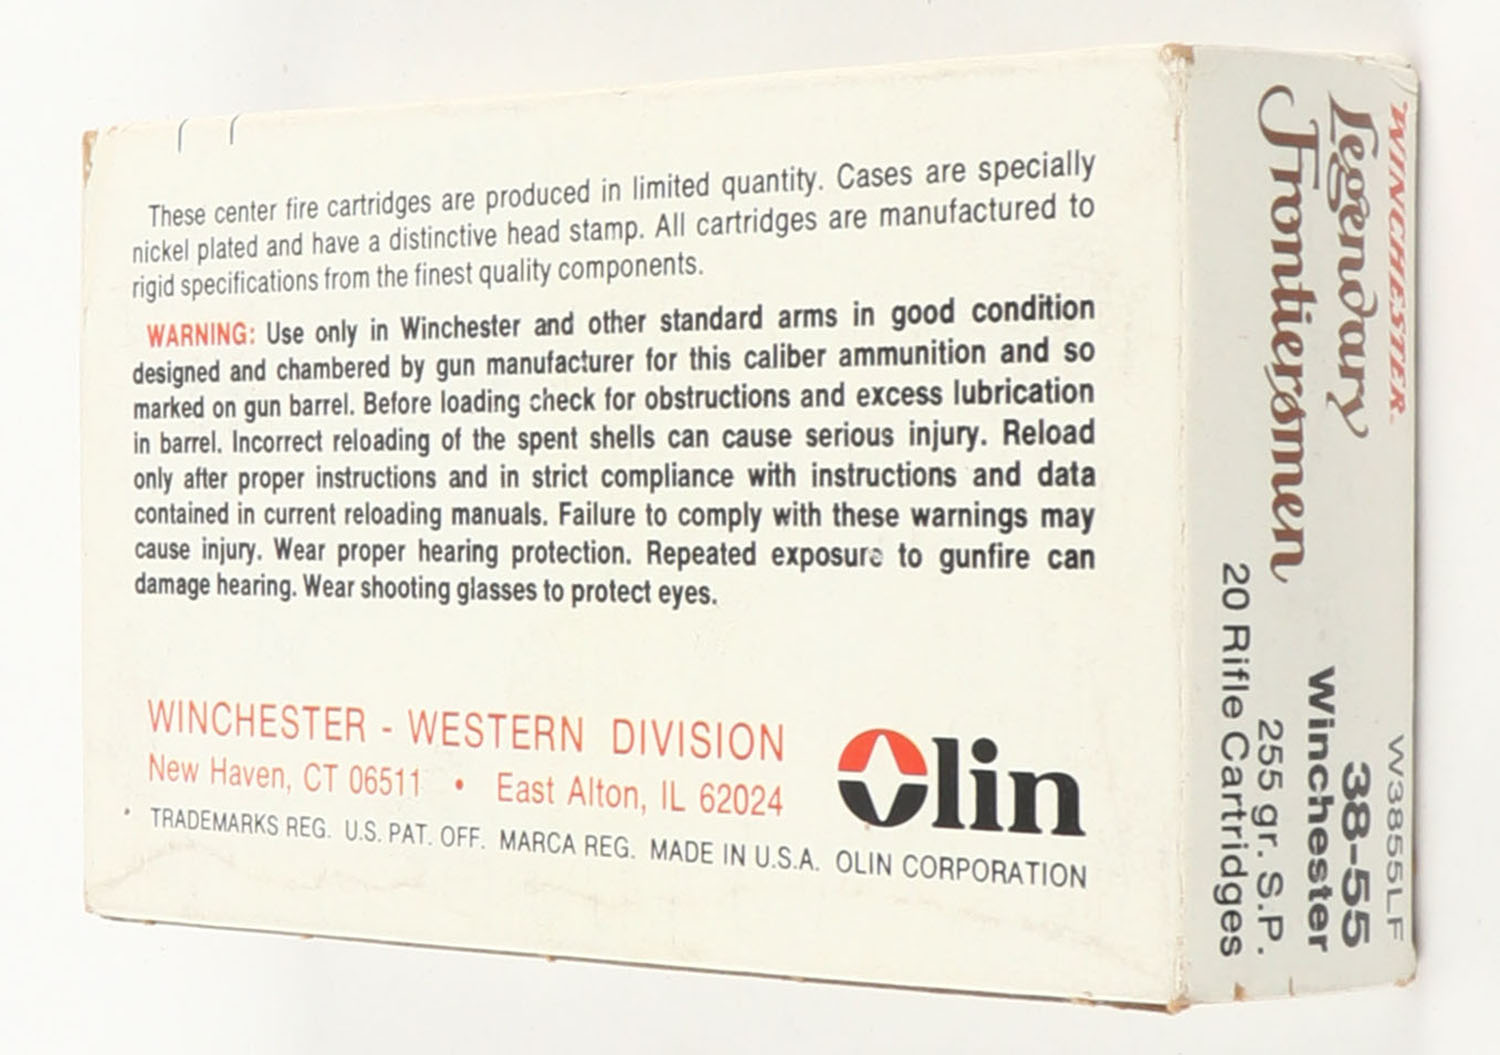 These center fire cartridges are produced in limited quantity. Cases are specially
nickel plated and have a distinctive head stamp. All cartridges are manufactured to
rigid specifications from the finest quality components.
WARNING: Use only in Winchester and other standard arms in good condition
designed and chambered by gun manufacturer for this caliber ammunition and so
marked on gun barrel. Before loading check for obstructions and excess lubrication
in barrel. Incorrect reloading of the spent shells can cause serious injury. Reload
only after proper instructions and in strict compliance with instructions and data
contained in current reloading manuals. Failure to comply with these warnings may
cause injury. Wear proper hearing protection. Repeated exposure to gunfire can
damage hearing. Wear shooting glasses to protect eyes.
WINCHESTER - WESTERN DIVISION
New Haven, CT 06511 • East Alton, IL 62024
Olin
TRADEMARKS REG. U.S. PAT. OFF. MARCA REG. MADE IN U.S.A. OLIN CORPORATION
WINCHESTER
Legendary
Frontiersmen
W3855LF
38-55
Winchester
255 gr. S.P.
20 Rifle Cartridges